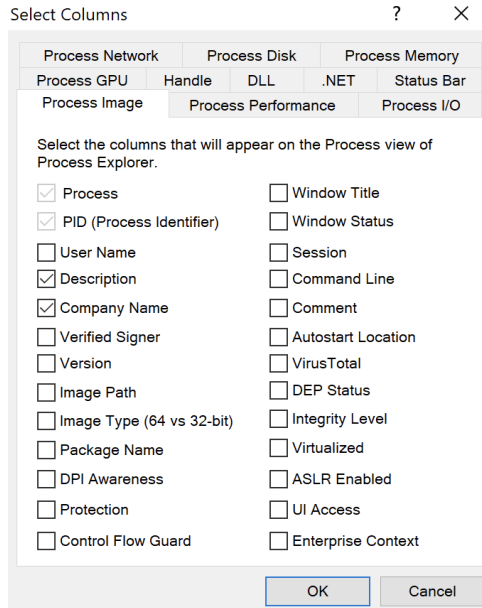 Select Columns ? ×
Process Network Process Disk Process Memory
Process GPU Handle DLL .NET Status Bar
Process Image Process Performance Process I/O
Select the columns that will appear on the Process view of
Process Explorer.
Process
PID (Process Identifier)
User Name
Description
Company Name
Verified Signer
Version
Image Path
Image Type (64 vs 32-bit)
Package Name
DPI Awareness
Protection
Control Flow Guard
Window Title
Window Status
Session
Command Line
Comment
Autostart Location
VirusTotal
DEP Status
Integrity Level
Virtualized
ASLR Enabled
UI Access
Enterprise Context
OK Cancel